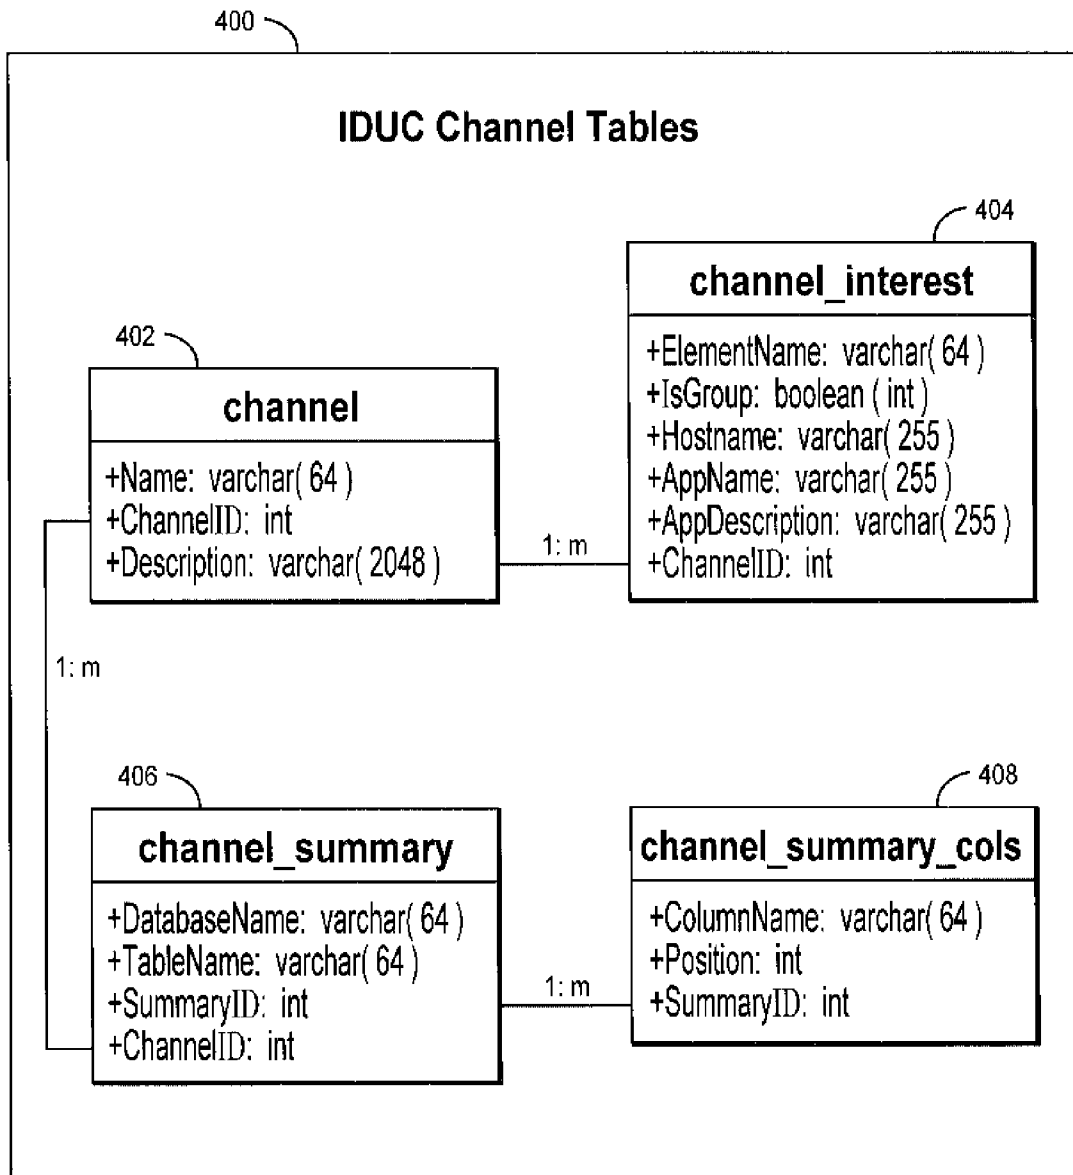 400
IDUC Channel Tables
404
channel_interest
+ElementName: varchar( 64 )
+IsGroup: boolean ( int )
+Hostname: varchar( 255 )
+AppName: varchar( 255 )
+AppDescription: varchar( 255 )
+ChannelID: int
402
channel
+Name: varchar( 64 )
+ChannelID: int
+Description: varchar( 2048 )
1: m
1: m
406
channel_summary
+DatabaseName: varchar( 64 )
+TableName: varchar( 64 )
+SummaryID: int
+ChannelID: int
1: m
408
channel_summary_cols
+ColumnName: varchar( 64 )
+Position: int
+SummaryID: int